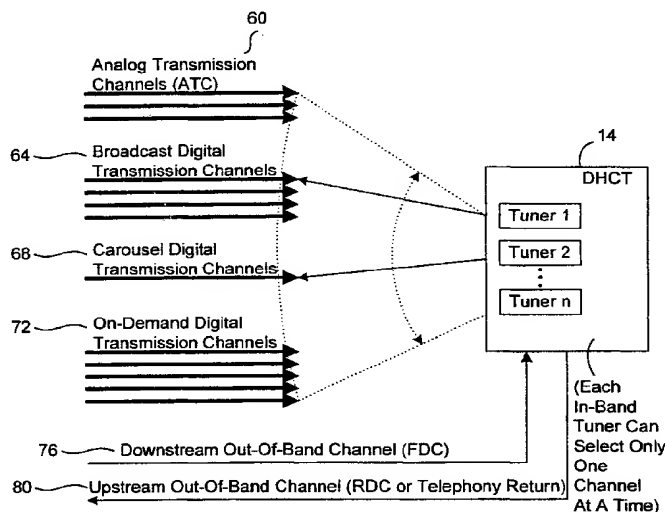 60
Analog Transmission
Channels (ATC)
64
Broadcast Digital
Transmission Channels
68
Carousel Digital
Transmission Channels
72
On-Demand Digital
Transmission Channels
14
DHCT
Tuner 1
Tuner 2
Tuner n
(Each
In-Band
Tuner Can
Select Only
One
Channel
At A Time)
76
Downstream Out-Of-Band Channel (FDC)
80
Upstream Out-Of-Band Channel (RDC or Telephony Return)